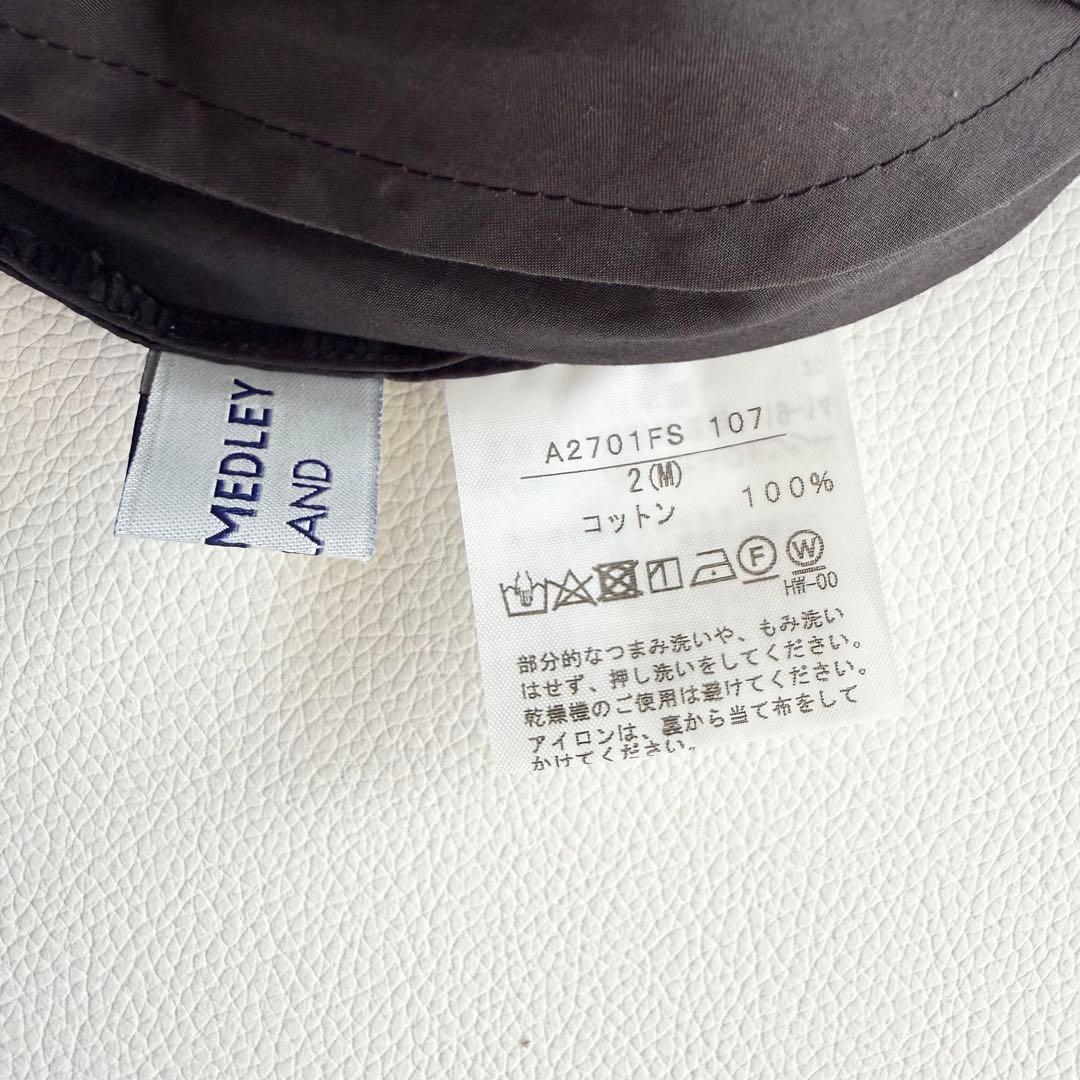 MEDLEY
AND
A2701FS 107
2(M)
コットン 100%
F W
HW-00
部分的なつまみ洗いや、もみ洗い
はせず、押し洗いをしてください。
乾燥機のご使用は避けてください。
アイロンは、裏から当て布をして
かけてください。